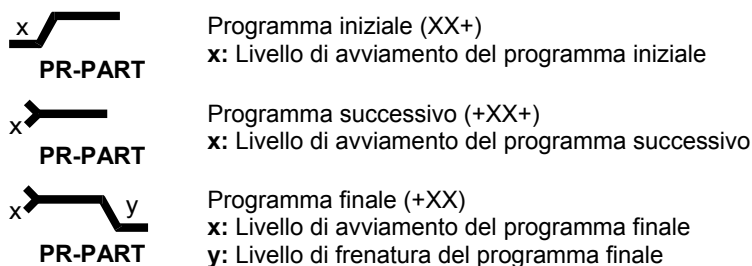 x
PR-PART
Programma iniziale (XX+)
x: Livello di avviamento del programma iniziale
x
PR-PART
Programma successivo (+XX+)
x: Livello di avviamento del programma successivo
x y
PR-PART
Programma finale (+XX)
x: Livello di avviamento del programma finale
y: Livello di frenatura del programma finale